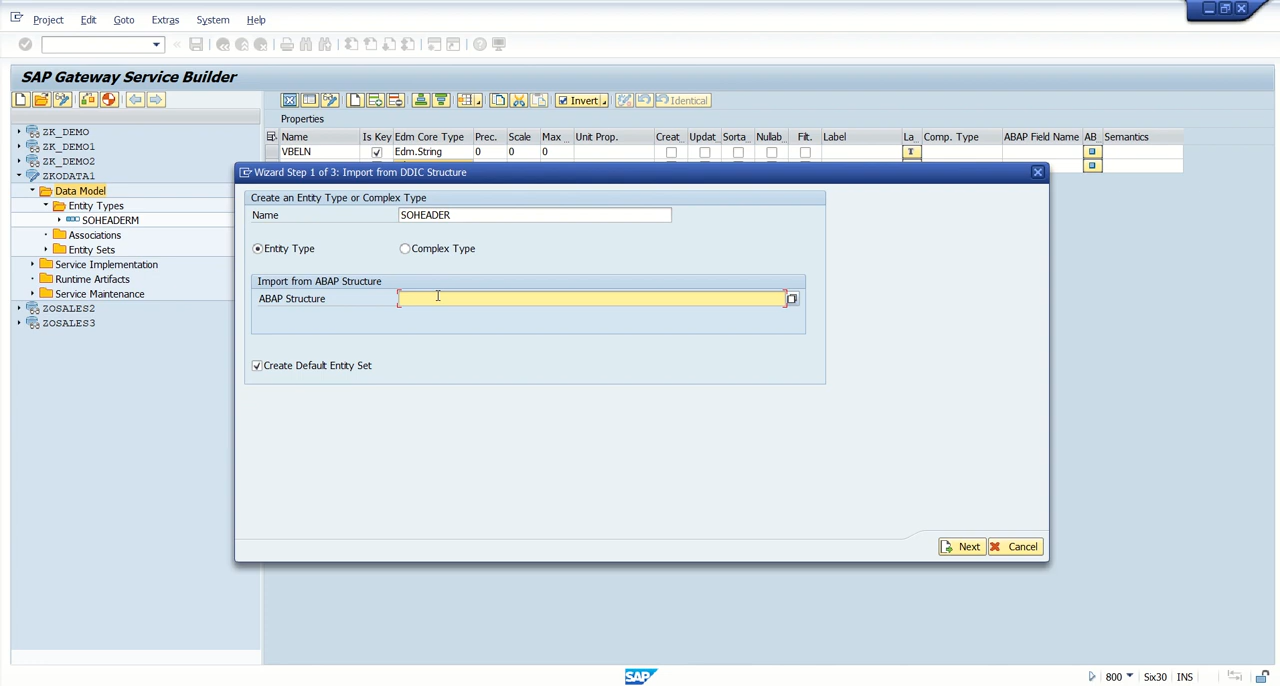 Project Edit Goto Extras System Help
SAP Gateway Service Builder
Invert Identical
Properties
Name Is Key Edm Core Type Prec. Scale Max Unit Prop. Creat Updat Sorta Nullab Filt. Label La... Comp. Type ABAP Field Name AB Semantics
VBELN Edm.String 0 0 0
ZK_DEMO
ZK_DEMO1
ZK_DEMO2
ZKODATA1
Data Model
Entity Types
SOHEADERM
Associations
Entity Sets
Service Implementation
Runtime Artifacts
Service Maintenance
ZOSALES2
ZOSALES3
Wizard Step 1 of 3: Import from DDIC Structure
Create an Entity Type or Complex Type
Name SOHEADER
Entity Type Complex Type
Import from ABAP Structure
ABAP Structure
Create Default Entity Set
Next Cancel
SAP
800 Six30 INS